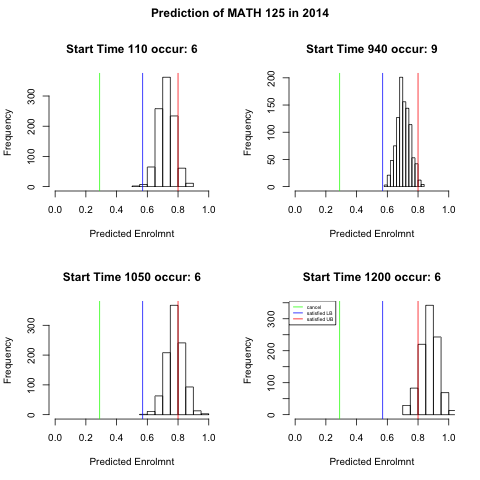 Prediction of MATH 125 in 2014
Start Time 110 occur: 6
Frequency
300
200
100
0
0.0 0.2 0.4 0.6 0.8 1.0
Predicted Enrolmnt
Start Time 940 occur: 9
Frequency
200
150
100
50
0
0.0 0.2 0.4 0.6 0.8 1.0
Predicted Enrolmnt
Start Time 1050 occur: 6
Frequency
300
200
100
0
0.0 0.2 0.4 0.6 0.8 1.0
Predicted Enrolmnt
Start Time 1200 occur: 6
cancel
satisfied LB
satisfied UB
Frequency
300
200
100
0
0.0 0.2 0.4 0.6 0.8 1.0
Predicted Enrolmnt